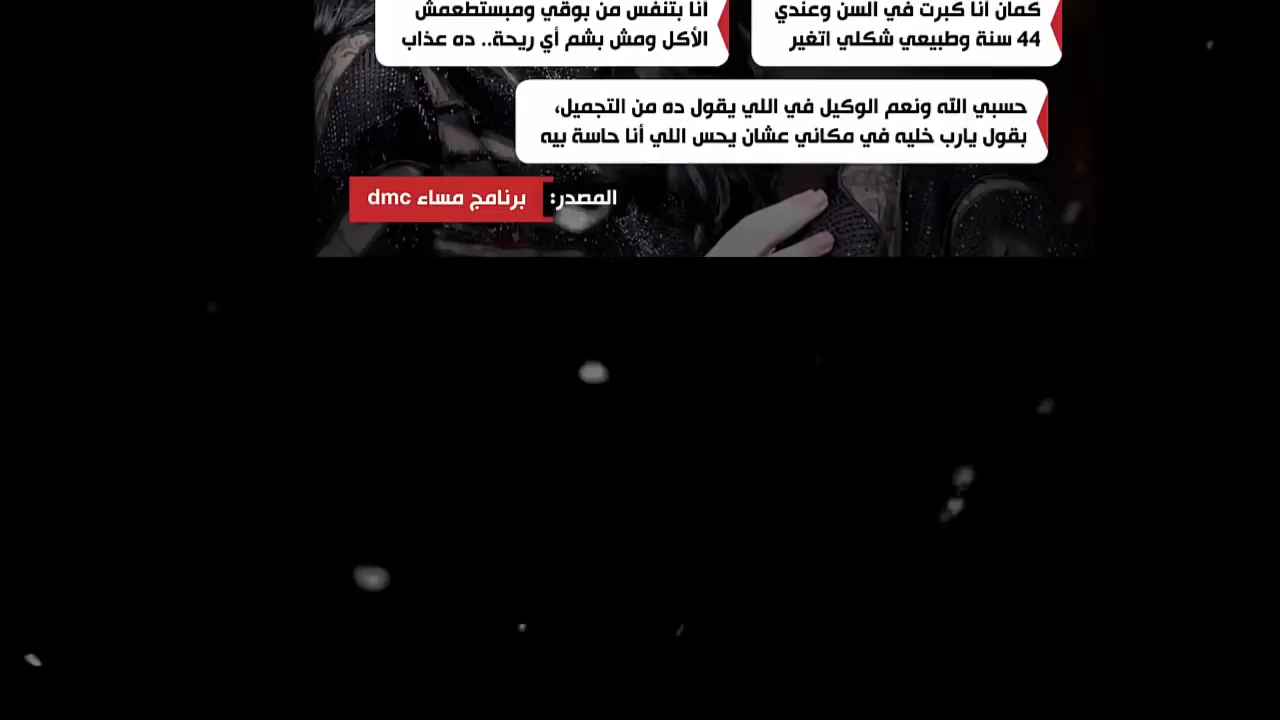 كمان أنا كبرت في السن وعندي
44 سنة وطبيعي شكلي اتغير
أنا بتنفس من بوقي ومبستطعمش
الأكل ومش بشم أي ريحة.. ده عذاب
حسبي الله ونعم الوكيل في اللي يقول ده من التجميل،
بقول يارب خليه في مكاني عشان يحس اللي أنا حاسة بيه
المصدر: برنامج مساء dmc